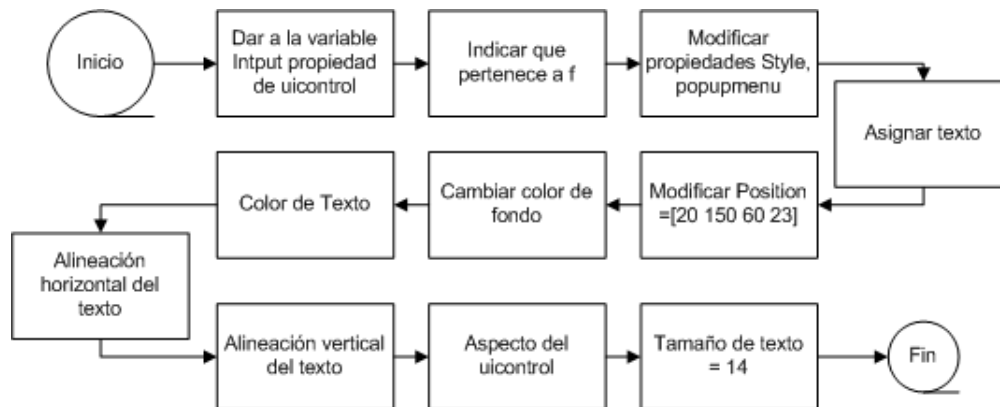 Inicio
Dar a la variable
Intput propiedad
de uicontrol
Indicar que
pertenece a f
Modificar
propiedades Style,
popupmenu
Asignar texto
Modificar Position
=[20 150 60 23]
Cambiar color de
fondo
Color de Texto
Alineación
horizontal del
texto
Alineación vertical
del texto
Aspecto del
uicontrol
Tamaño de texto
= 14
Fin